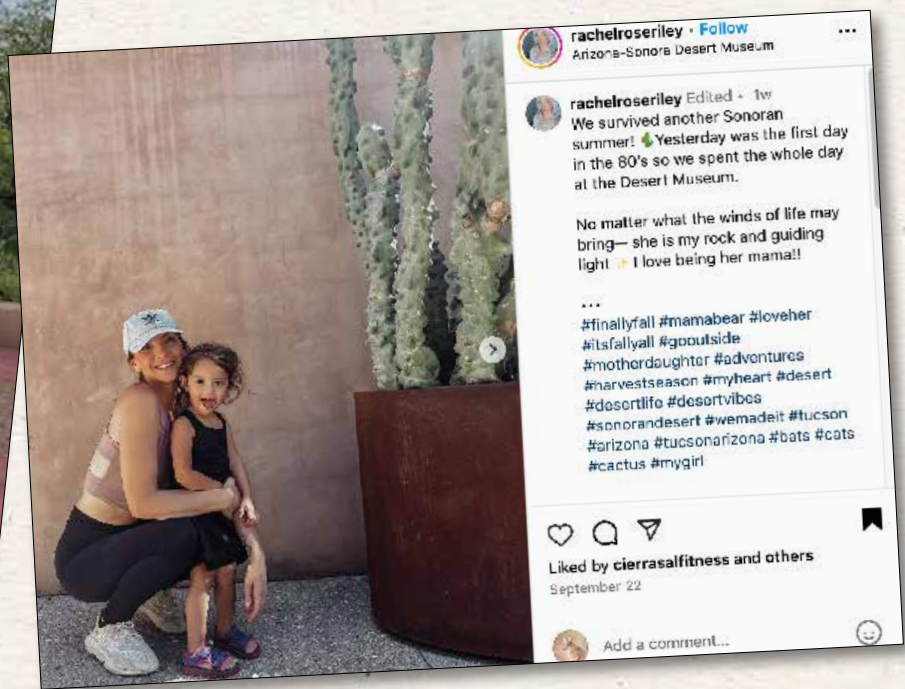 rachelroseriley • Follow
Arizona-Sonora Desert Museum
rachelroseriley Edited • 1w
We survived another Sonoran
summer! 🌵Yesterday was the first day
in the 80's so we spent the whole day
at the Desert Museum.
No matter what the winds of life may
bring— she is my rock and guiding
light ✨ I love being her mama!!
...
#finallyfall #mamabear #loveher
#itsfallyall #gooutside
#motherdaughter #adventures
#harvestseason #myheart #desert
#desertlife #desertvibes
#sonorandesert #wemadeit #tucson
#arizona #tucsonarizona #bats #cats
#cactus #mygirl
Liked by cierrasalfitness and others
September 22
Add a comment...